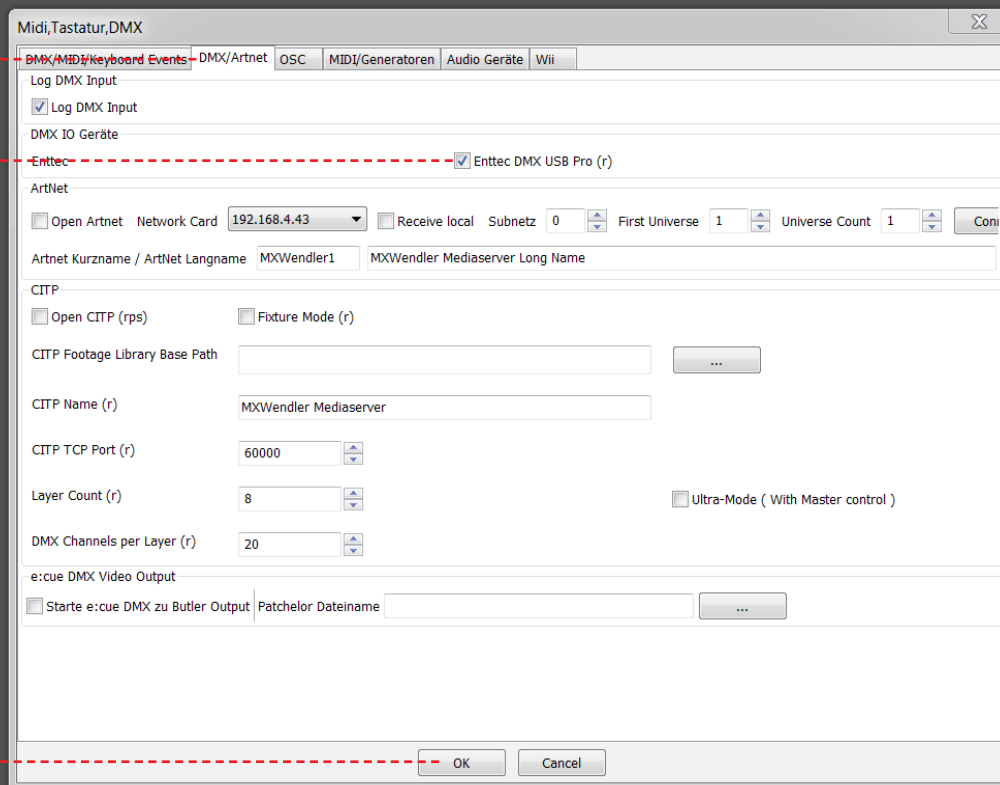 Midi,Tastatur,DMX
DMX/MIDI/Keyboard Events DMX/Artnet OSC MIDI/Generatoren Audio Geräte Wii
Log DMX Input
Log DMX Input
DMX IO Geräte
Enttec Enttec DMX USB Pro (r)
ArtNet
Open Artnet Network Card 192.168.4.43 Receive local Subnetz 0 First Universe 1 Universe Count 1 Conn
Artnet Kurzname / ArtNet Langname MXWendler1 MXWendler Mediaserver Long Name
CITP
Open CITP (rps) Fixture Mode (r)
CITP Footage Library Base Path ...
CITP Name (r) MXWendler Mediaserver
CITP TCP Port (r) 60000
Layer Count (r) 8 Ultra-Mode ( With Master control )
DMX Channels per Layer (r) 20
e:cue DMX Video Output
Starte e:cue DMX zu Butler Output Patchelor Dateiname ...
OK Cancel